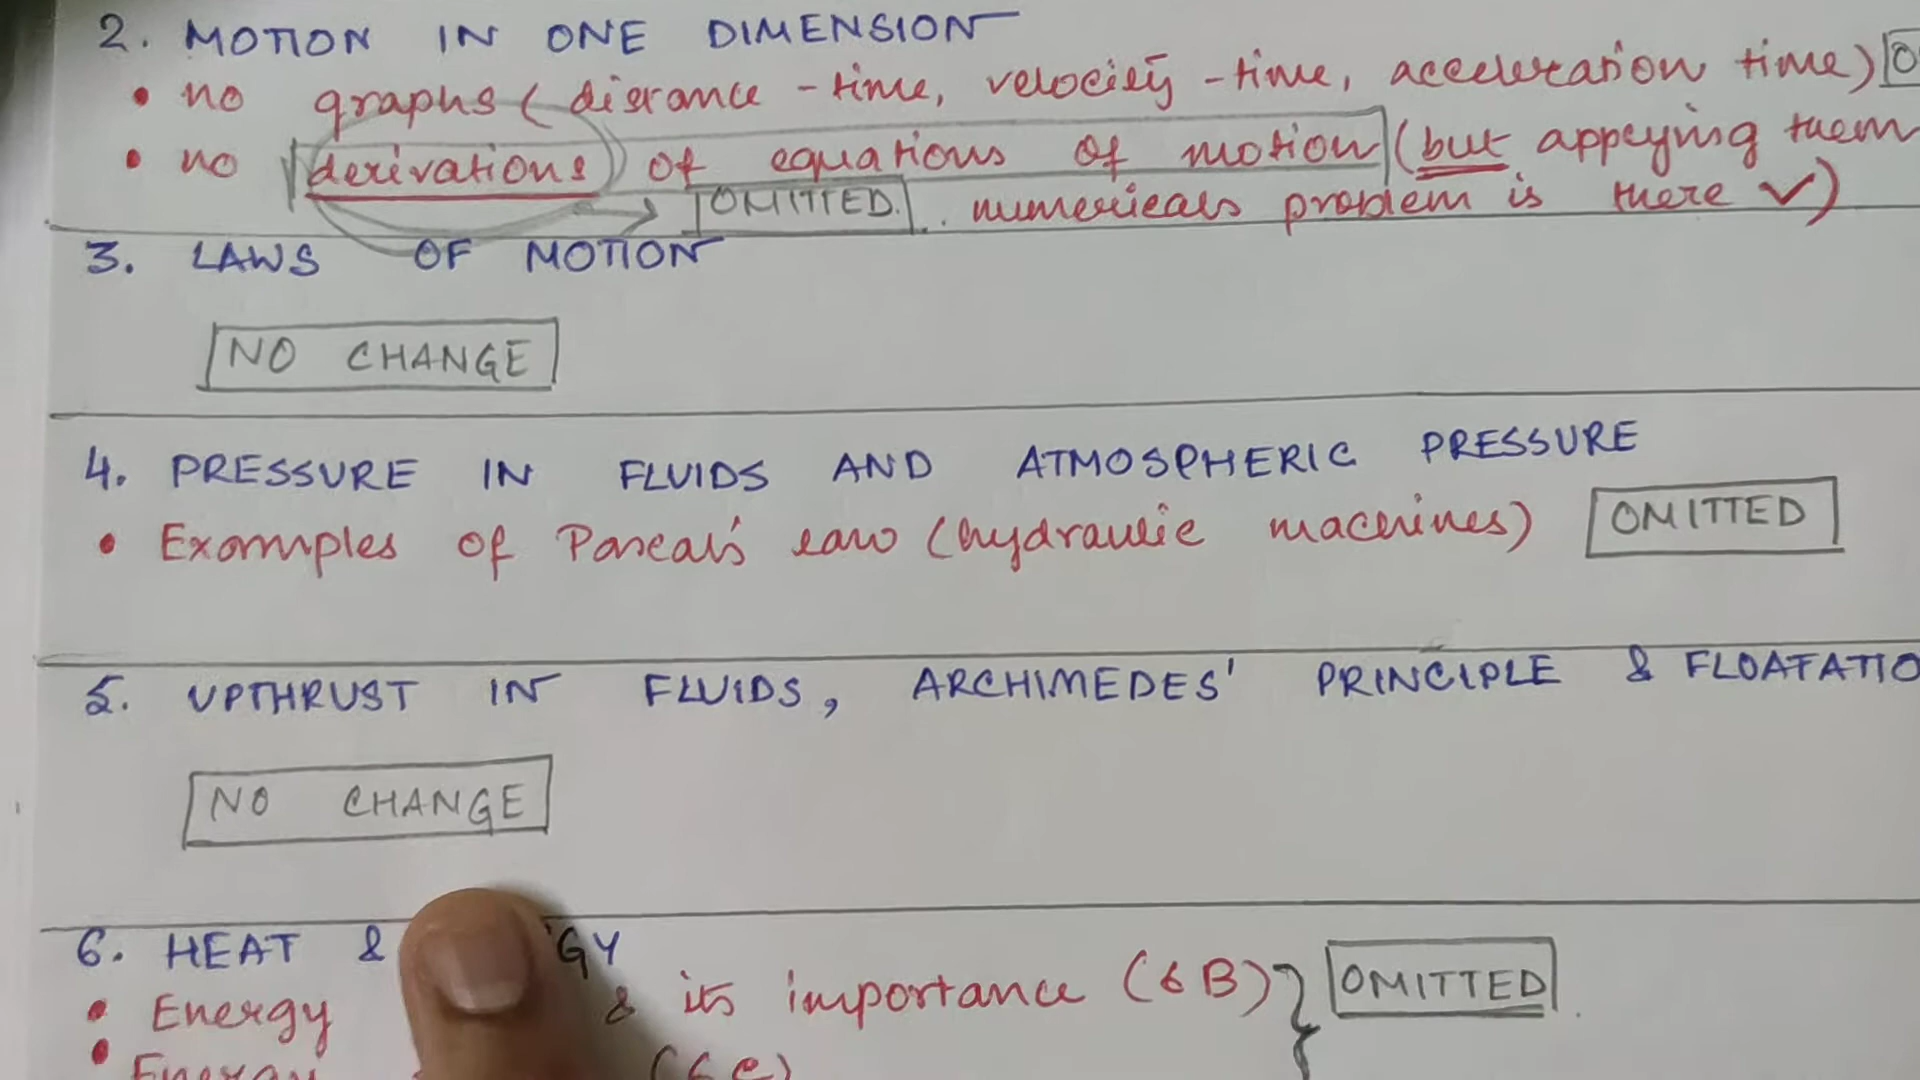 2. MOTION IN ONE DIMENSION
• no graphs (distance - time, velocity - time, acceleration time)
• no derivations of equations of motion (but applying them
OMITTED. numericals problem is there ✓)
3. LAWS OF MOTION
NO CHANGE
4. PRESSURE IN FLUIDS AND ATMOSPHERIC PRESSURE
• Examples of Pascal's law (hydraulic machines) OMITTED
5. UPTHRUST IN FLUIDS, ARCHIMEDES' PRINCIPLE & FLOATATIO
NO CHANGE
6. HEAT & GY
• Energy & its importance (6B) } OMITTED
• Energy (6C)